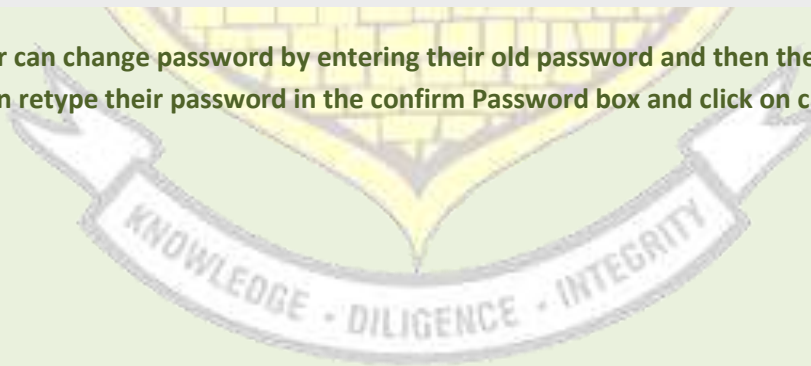 r can change password by entering their old password and then the
n retype their password in the confirm Password box and click on c
KNOWLEDGE - DILIGENCE - INTEGRITY